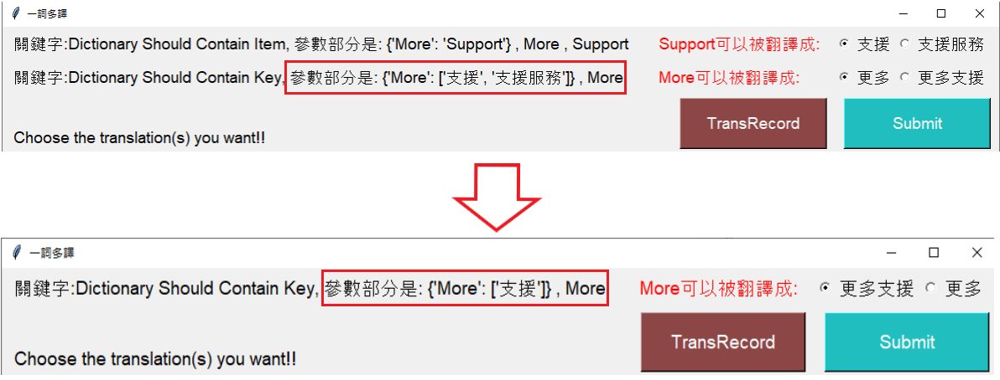 一詞多譯
關鍵字:Dictionary Should Contain Item, 參數部分是: {'More': 'Support'} , More , Support Support可以被翻譯成: 支援 支援服務
關鍵字:Dictionary Should Contain Key, 參數部分是: {'More': ['支援', '支援服務']} , More More可以被翻譯成: 更多 更多支援
TransRecord Submit
Choose the translation(s) you want!!
一詞多譯
關鍵字:Dictionary Should Contain Key, 參數部分是: {'More': ['支援']} , More More可以被翻譯成: 更多支援 更多
TransRecord Submit
Choose the translation(s) you want!!